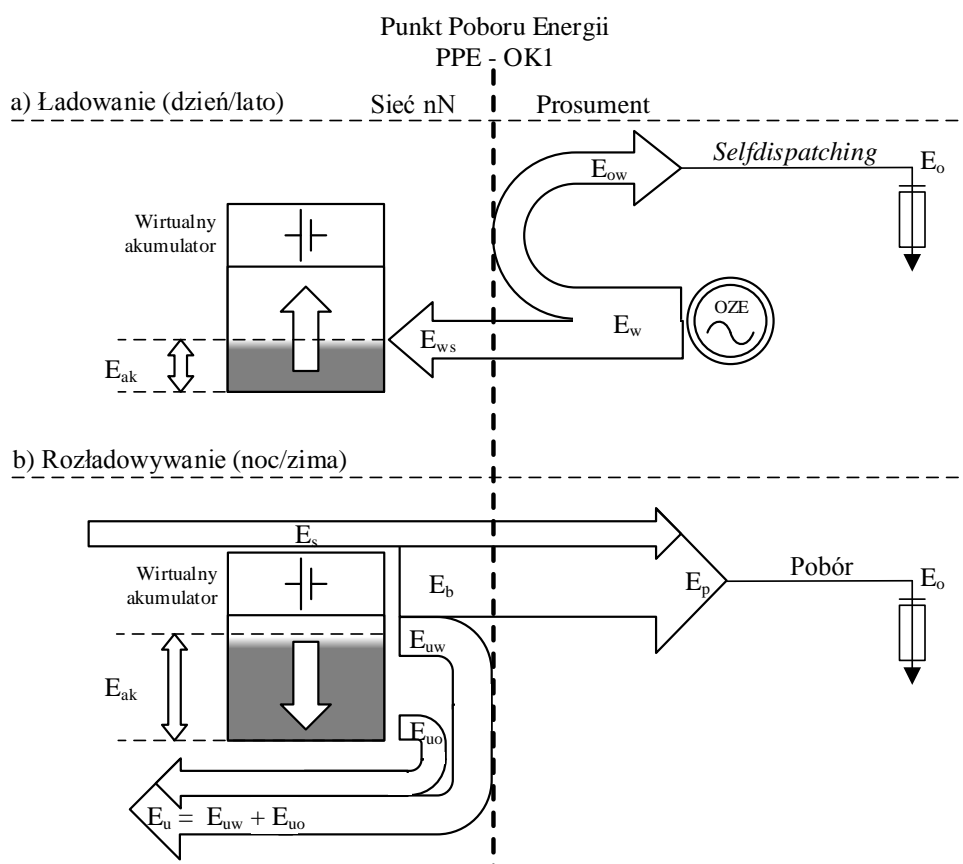 Punkt Poboru Energii
PPE - OK1
a) Ładowanie (dzień/lato)
Sieć nN
Prosument
Eow
Selfdispatching
Eo
Wirtualny
akumulator
OZE
Ew
Ews
Eak
b) Rozładowywanie (noc/zima)
Es
Wirtualny
akumulator
Eb
Ep
Pobór
Eo
Euw
Eak
Euo
Eu = Euw + Euo